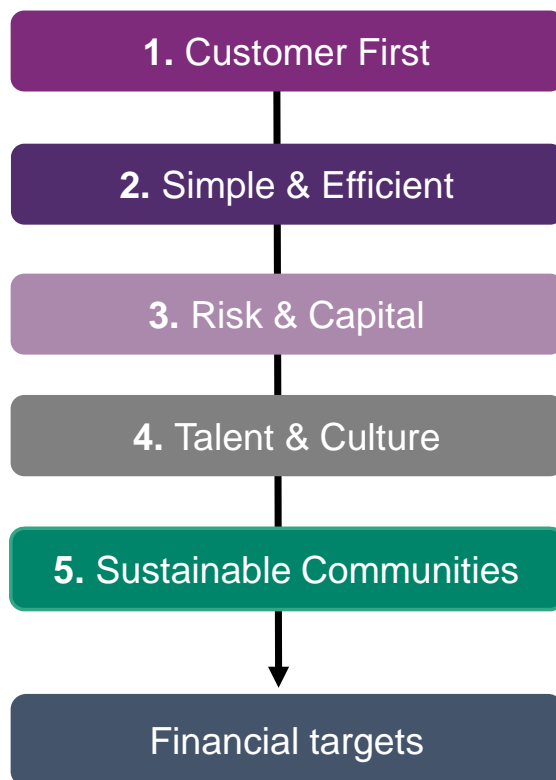 1. Customer First
2. Simple & Efficient
3. Risk & Capital
4. Talent & Culture
5. Sustainable Communities
Financial targets